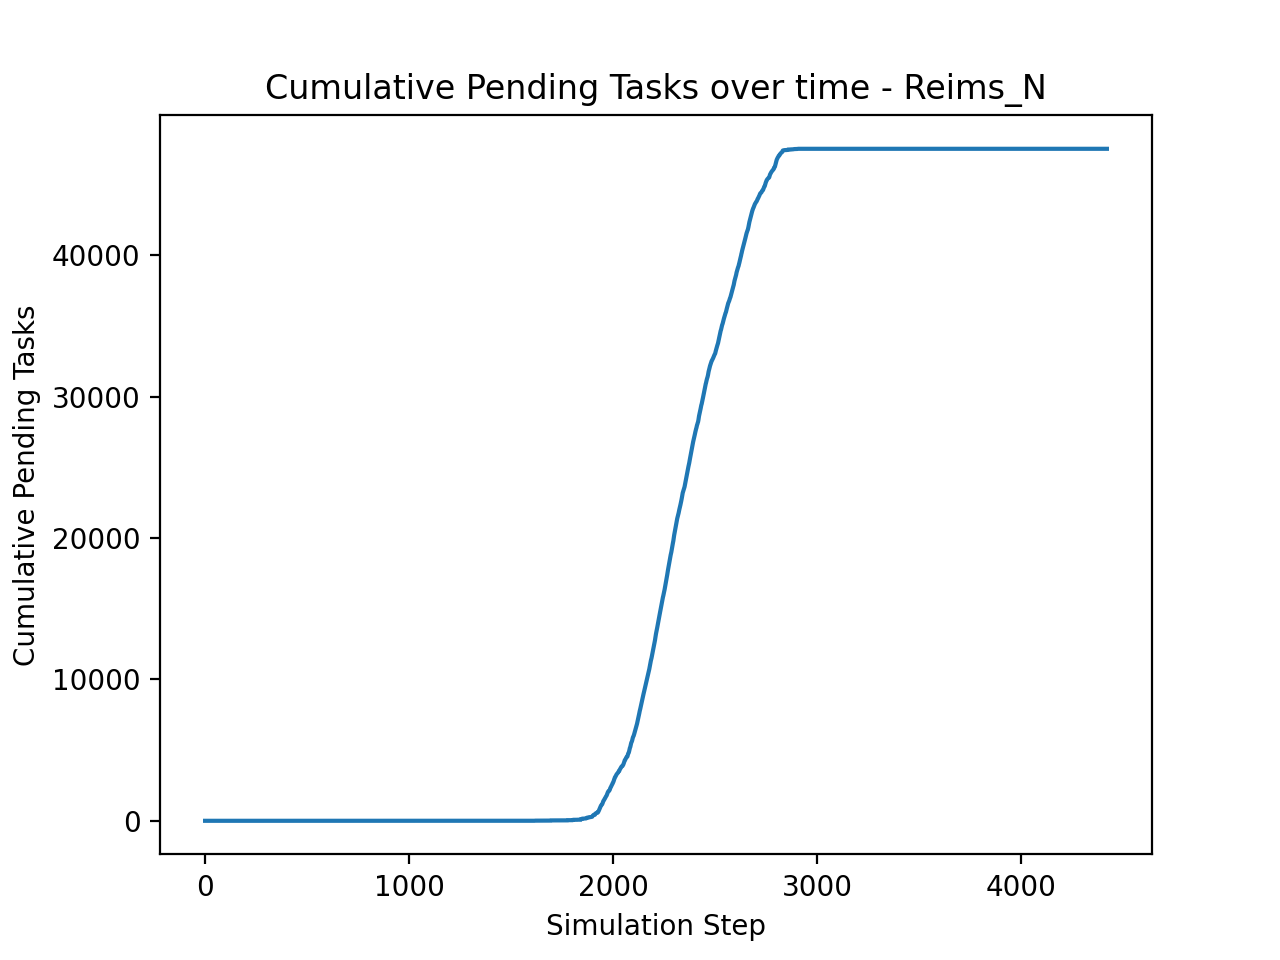 Cumulative Pending Tasks over time - Reims_N
Cumulative Pending Tasks
40000
30000
20000
10000
0
0 1000 2000 3000 4000
Simulation Step